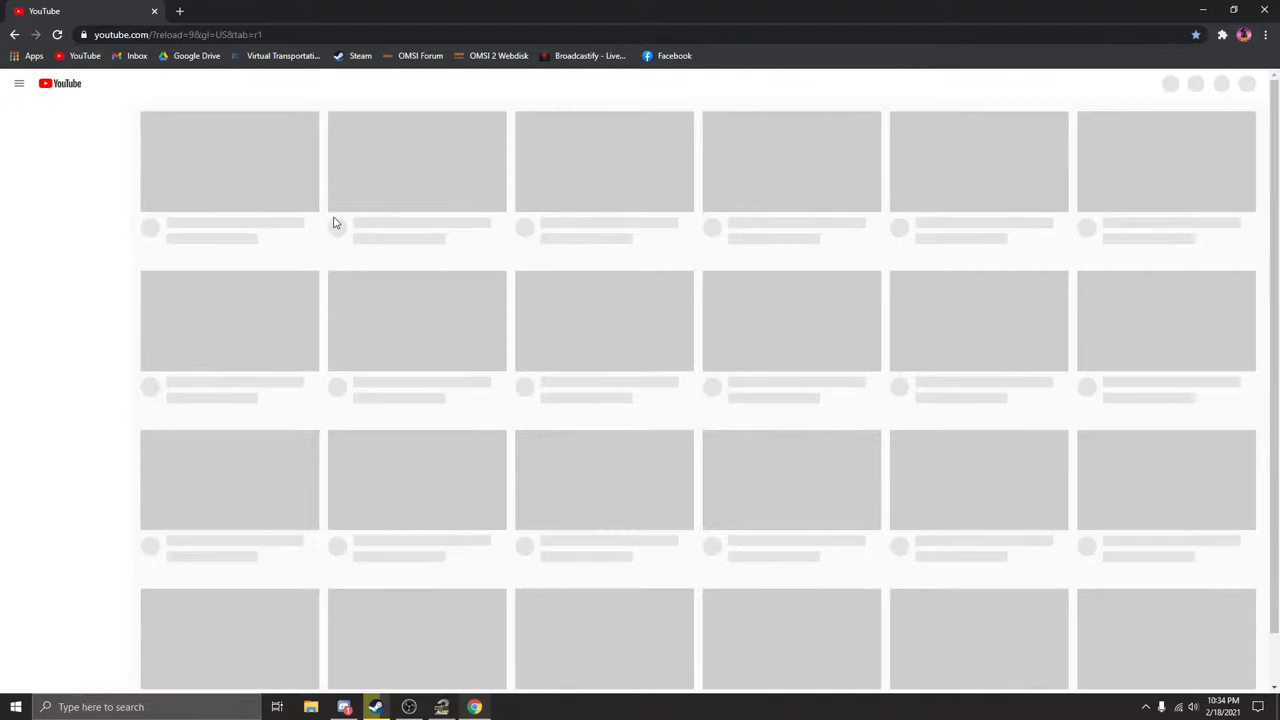 YouTube
youtube.com/?reload=9&gl=US&tab=r1
Apps YouTube Inbox Google Drive Virtual Transportati... Steam OMSI Forum OMSI 2 Webdisk Broadcastify - Live... Facebook
YouTube
Type here to search
10:34 PM
2/18/2021